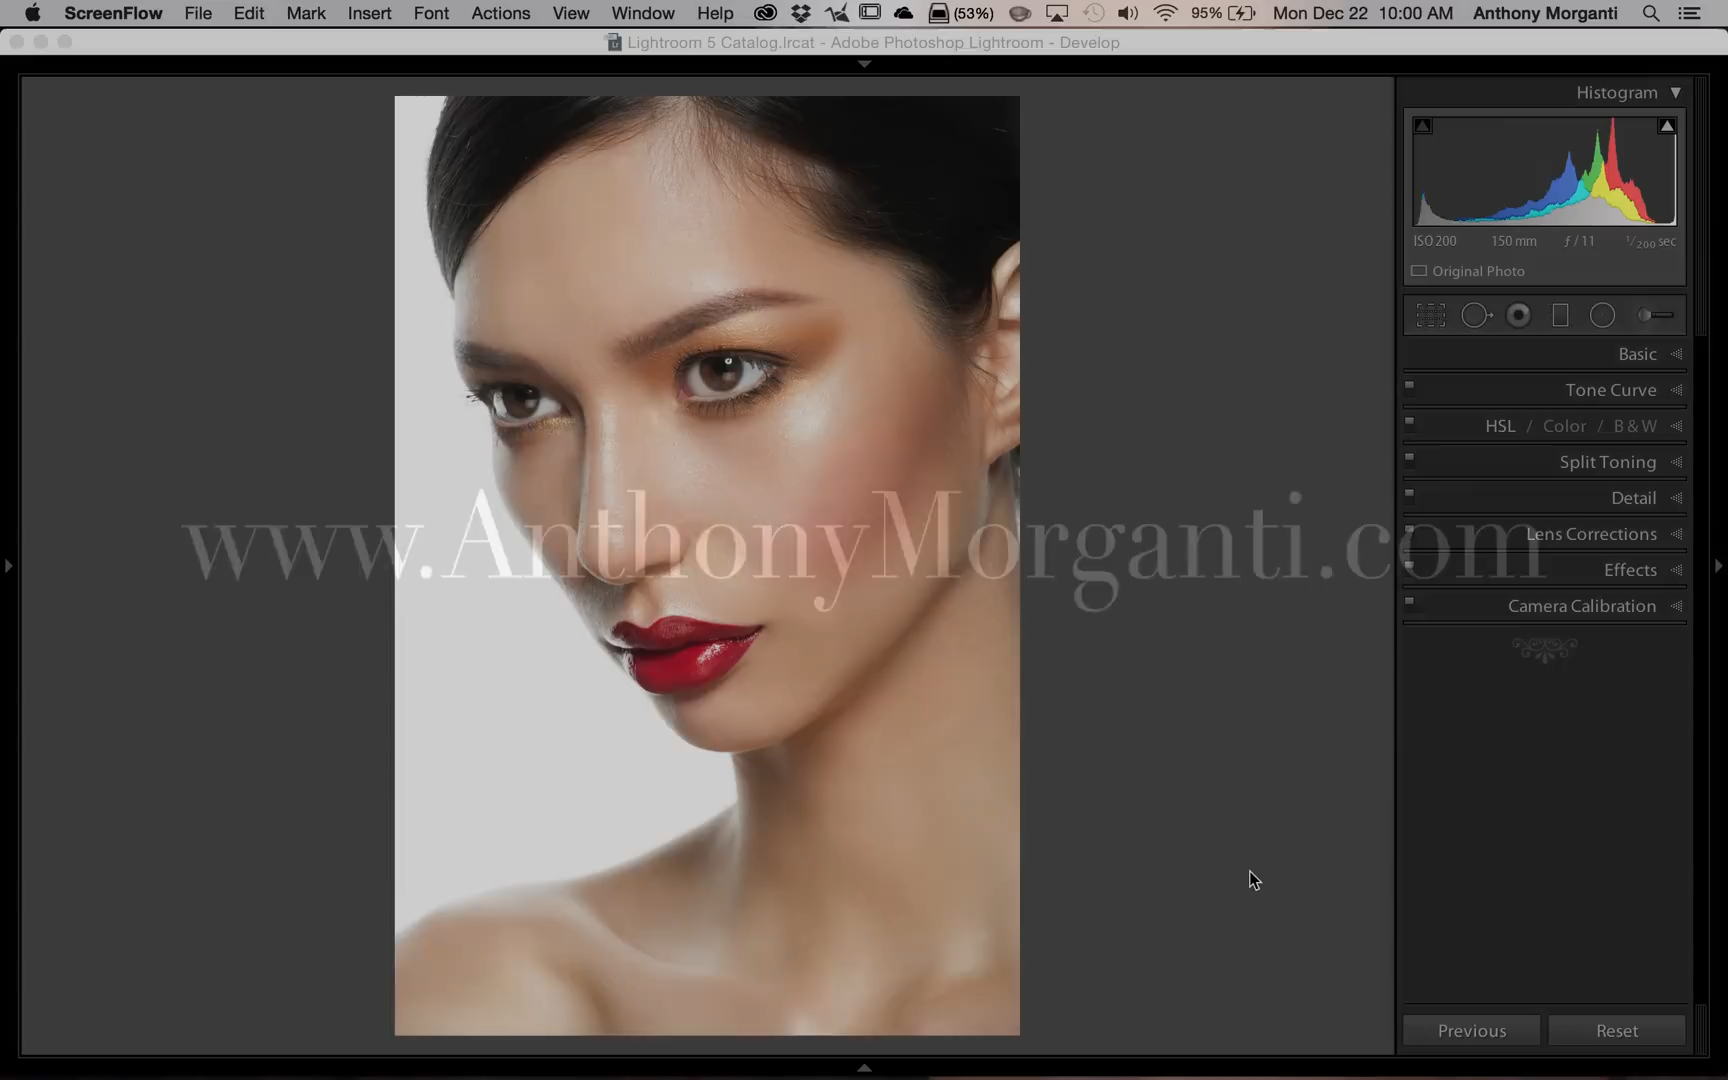 ScreenFlow File Edit Mark Insert Font Actions View Window Help (53%) 95% Mon Dec 22 10:00 AM Anthony Morganti
Lightroom 5 Catalog.lrcat - Adobe Photoshop Lightroom - Develop
Histogram
ISO 200 150 mm ƒ / 11 1/200 sec
Original Photo
Basic
Tone Curve
HSL / Color / B & W
Split Toning
Detail
www.AnthonyMorganti.com
Lens Corrections
Effects
Camera Calibration
Previous Reset